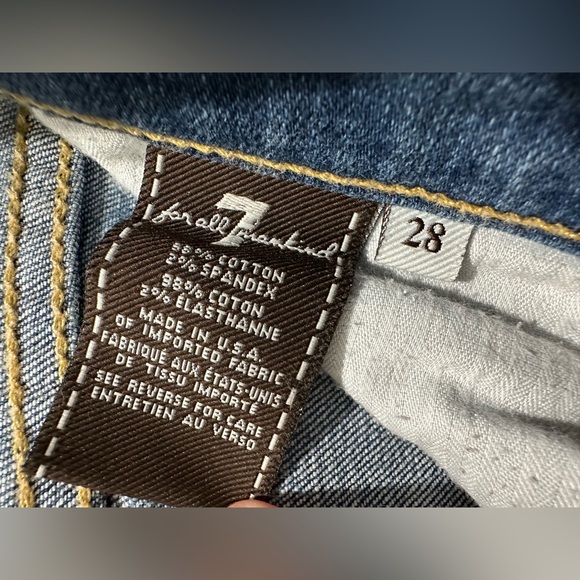 7
for all mankind
98% COTTON
2% SPANDEX
98% COTON
2% ÉLASTHANNE
MADE IN U.S.A
OF IMPORTED FABRIC
FABRIQUÉ AUX ÉTATS-UNIS
DE TISSU IMPORTÉ
SEE REVERSE FOR CARE
ENTRETIEN AU VERSO
28